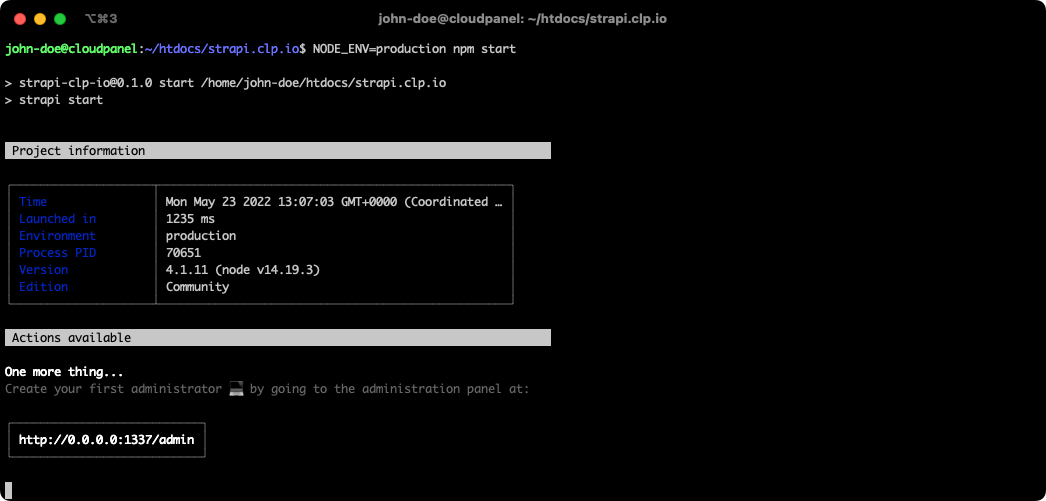 ⌥⌘3
john-doe@cloudpanel: ~/htdocs/strapi.clp.io
john-doe@cloudpanel:~/htdocs/strapi.clp.io$ NODE_ENV=production npm start
> strapi-clp-io@0.1.0 start /home/john-doe/htdocs/strapi.clp.io
> strapi start
Project information
Time Mon May 23 2022 13:07:03 GMT+0000 (Coordinated …
Launched in 1235 ms
Environment production
Process PID 70651
Version 4.1.11 (node v14.19.3)
Edition Community
Actions available
One more thing...
Create your first administrator 💻 by going to the administration panel at:
http://0.0.0.0:1337/admin